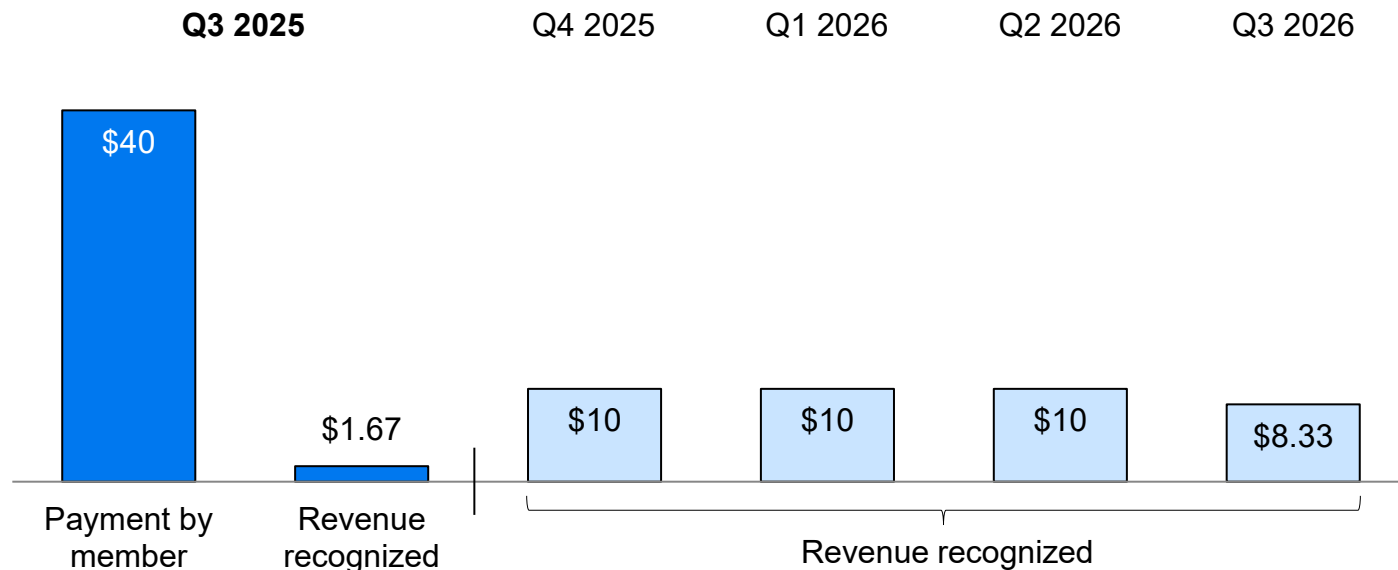 Q3 2025
Q4 2025
Q1 2026
Q2 2026
Q3 2026
$40
$1.67
$10
$10
$10
$8.33
Payment by
member
Revenue
recognized
Revenue recognized